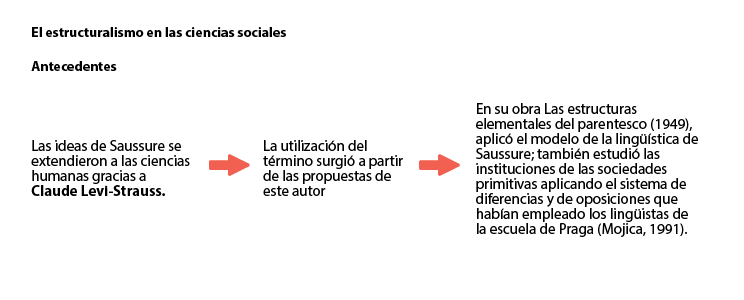 El estructuralismo en las ciencias sociales
Antecedentes
Las ideas de Saussure se
extendieron a las ciencias
humanas gracias a
Claude Levi-Strauss.
La utilización del
término surgió a partir
de las propuestas de
este autor
En su obra Las estructuras
elementales del parentesco (1949),
aplicó el modelo de la lingüística de
Saussure; también estudió las
instituciones de las sociedades
primitivas aplicando el sistema de
diferencias y de oposiciones que
habían empleado los lingüistas de
la escuela de Praga (Mojica, 1991).